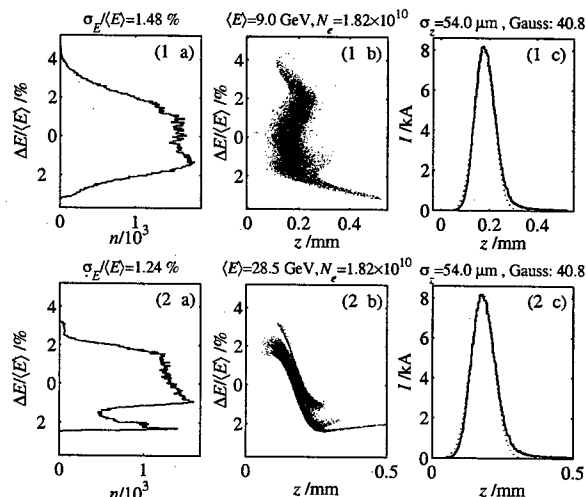 σ_E/⟨E⟩=1.48 %
⟨E⟩=9.0 GeV, N_e=1.82×10^10
σ_z=54.0 μm , Gauss: 40.8
(1 a)
4
2
0
2
ΔE/⟨E⟩ /%
0
1
n/10^3
(1 b)
4
2
0
2
ΔE/⟨E⟩ /%
0
0.2
0.4
z /mm
(1 c)
8
6
4
2
0
I /kA
0
0.2
0.4
z /mm
σ_E/⟨E⟩=1.24 %
⟨E⟩=28.5 GeV, N_e=1.82×10^10
σ_z=54.0 μm , Gauss: 40.8
(2 a)
4
2
0
2
ΔE/⟨E⟩ /%
0
1
n/10^3
(2 b)
4
2
0
2
ΔE/⟨E⟩ /%
0
0.5
z /mm
(2 c)
8
6
4
2
0
I /kA
0
0.5
z /mm